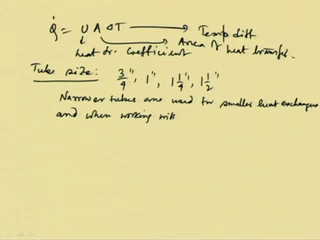 Q̇ = U A ΔT → Temp diff
Area of heat transfer.
heat tr. coefficient
Tube size: 3/4", 1", 1 1/4", 1 1/2"
Narrower tubes are used for smaller heat exchangers
and when working with